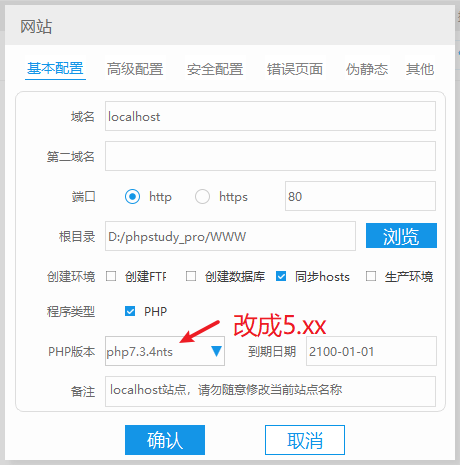 网站
基本配置 高级配置 安全配置 错误页面 伪静态 其他
域名 localhost
第二域名
端口 http https 80
根目录 D:/phpstudy_pro/WWW 浏览
创建环境 创建FTP 创建数据库 同步hosts 生产环境
程序类型 PHP
改成5.xx
PHP版本 php7.3.4nts 到期日期 2100-01-01
备注 localhost站点，请勿随意修改当前站点名称
确认 取消